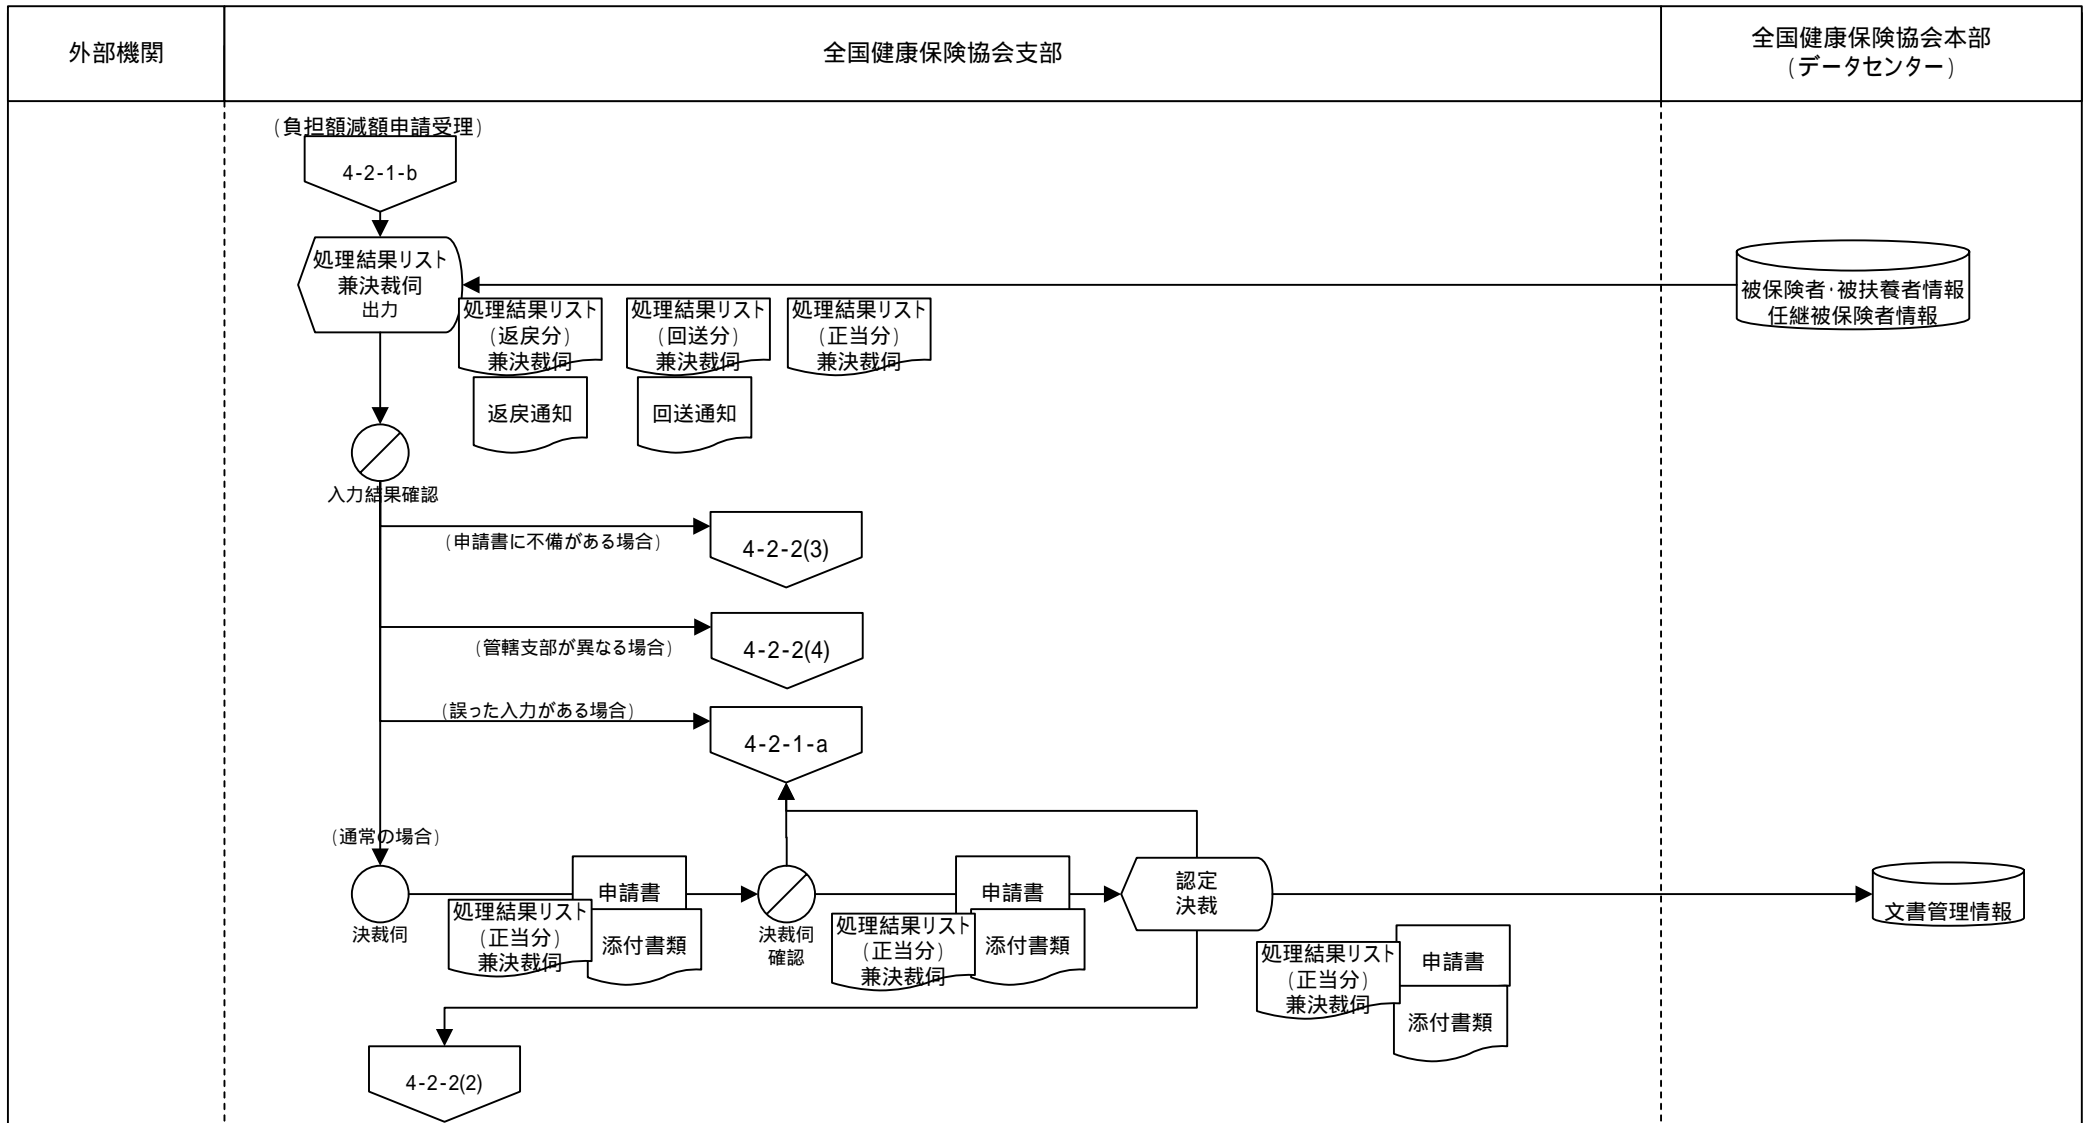 外部機関
全国健康保険協会支部
全国健康保険協会本部
(データセンター)
(負担額減額申請受理)
4-2-1-b
処理結果リスト
兼決裁伺
出力
処理結果リスト
(返戻分)
兼決裁伺
処理結果リスト
(回送分)
兼決裁伺
処理結果リスト
(正当分)
兼決裁伺
被保険者・被扶養者情報
任継被保険者情報
返戻通知
回送通知
入力結果確認
(申請書に不備がある場合)
4-2-2(3)
(管轄支部が異なる場合)
4-2-2(4)
(誤った入力がある場合)
4-2-1-a
(通常の場合)
決裁伺
申請書
処理結果リスト
(正当分)
兼決裁伺
添付書類
決裁伺
確認
申請書
処理結果リスト
(正当分)
兼決裁伺
添付書類
認定
決裁
文書管理情報
処理結果リスト
(正当分)
兼決裁伺
申請書
添付書類
4-2-2(2)